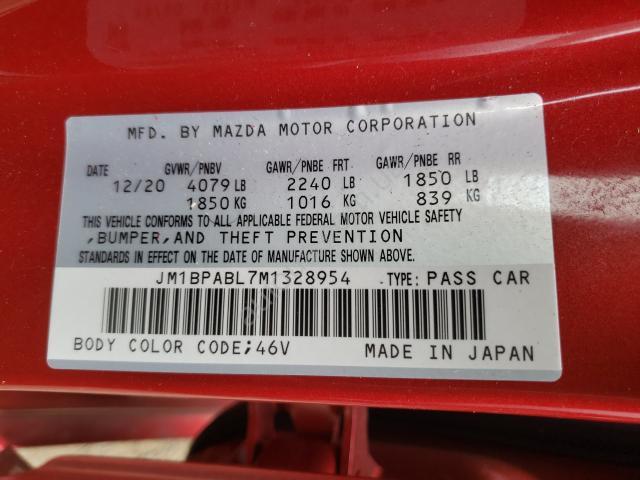 MFD. BY MAZDA MOTOR CORPORATION
DATE GVWR/PNBV GAWR/PNBE FRT GAWR/PNBE RR
12/20 4079 LB 2240 LB 1850 LB
1850 KG 1016 KG 839 KG
THIS VEHICLE CONFORMS TO ALL APPLICABLE FEDERAL MOTOR VEHICLE SAFETY
,BUMPER,AND THEFT PREVENTION
STANDARDS IN EFFECT ON THE DATE OF MANUFACTURE SHOWN ABOVE.
JM1BPABL7M1328954 TYPE: PASS CAR
BODY COLOR CODE;46V MADE IN JAPAN